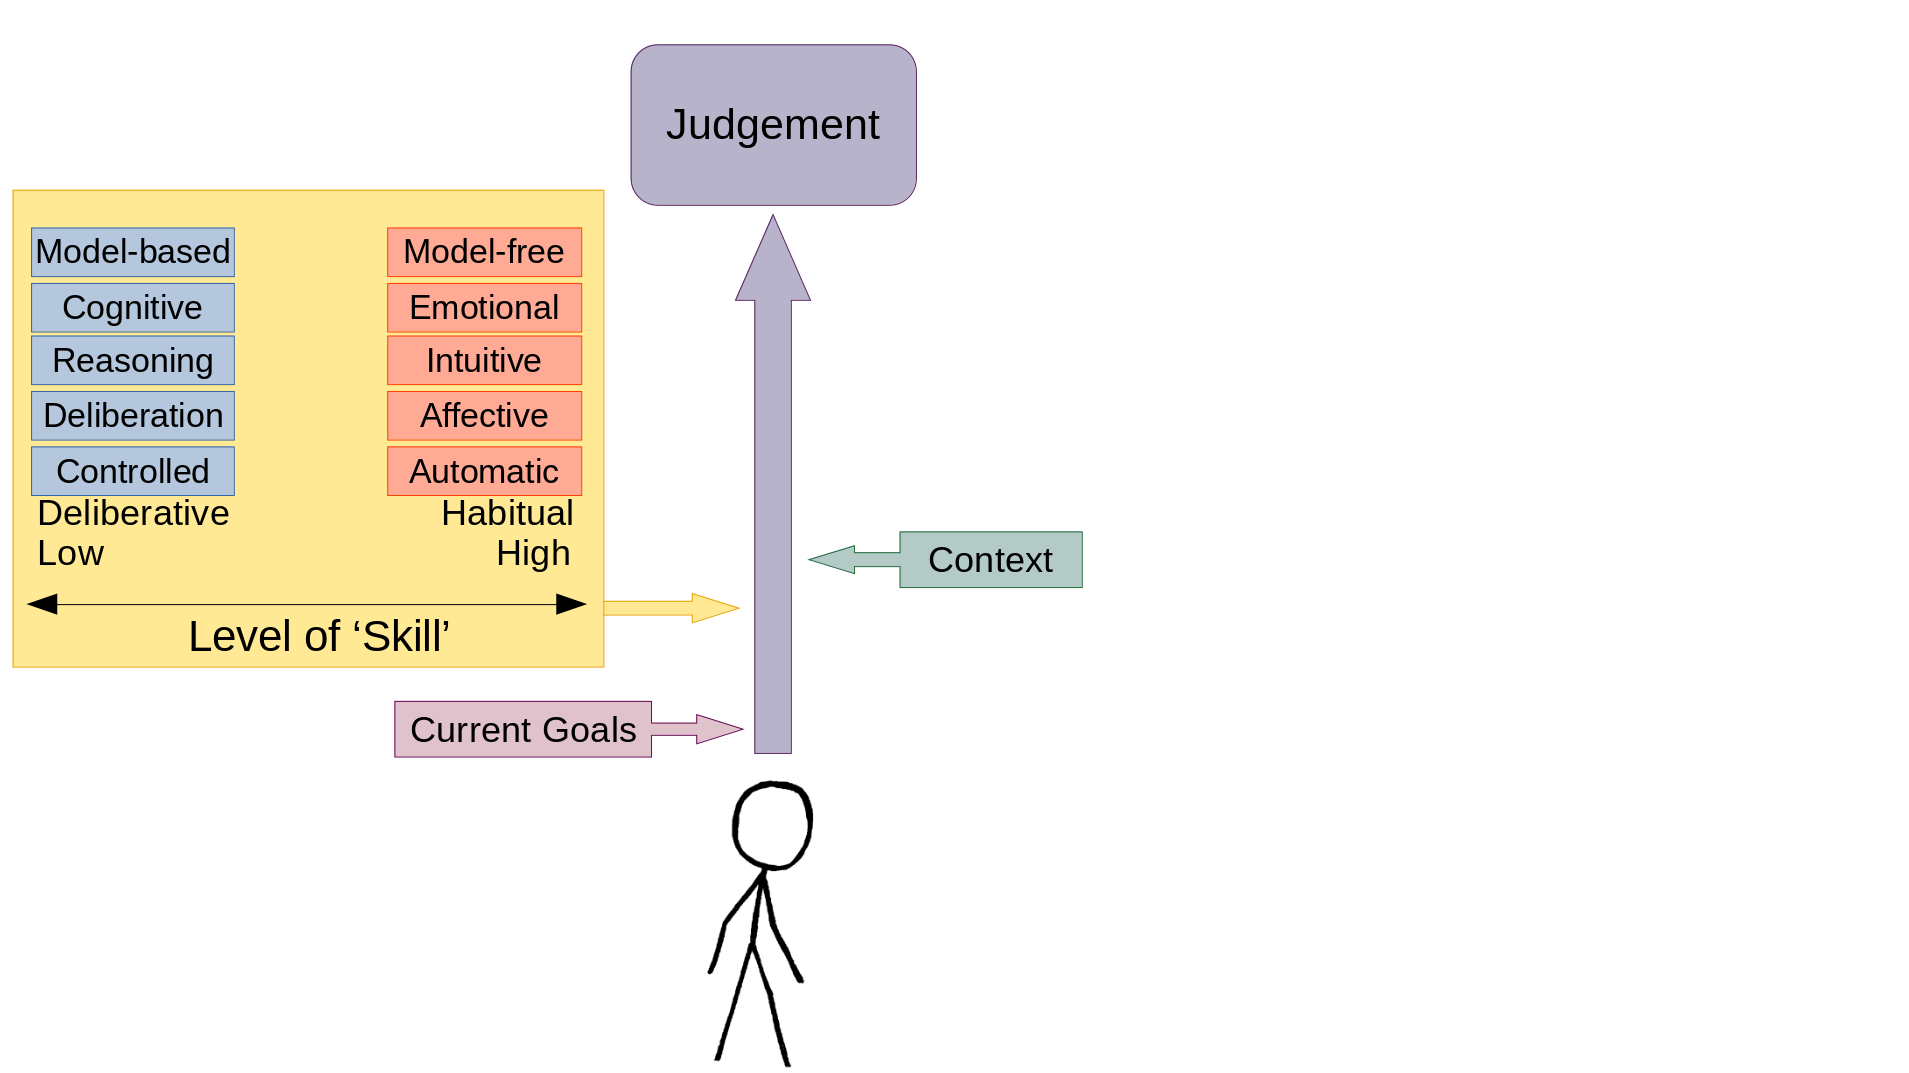 Judgement
Model-based
Model-free
Cognitive
Emotional
Reasoning
Intuitive
Deliberation
Affective
Controlled
Automatic
Deliberative
Habitual
Low
High
Level of ‘Skill’
Context
Current Goals